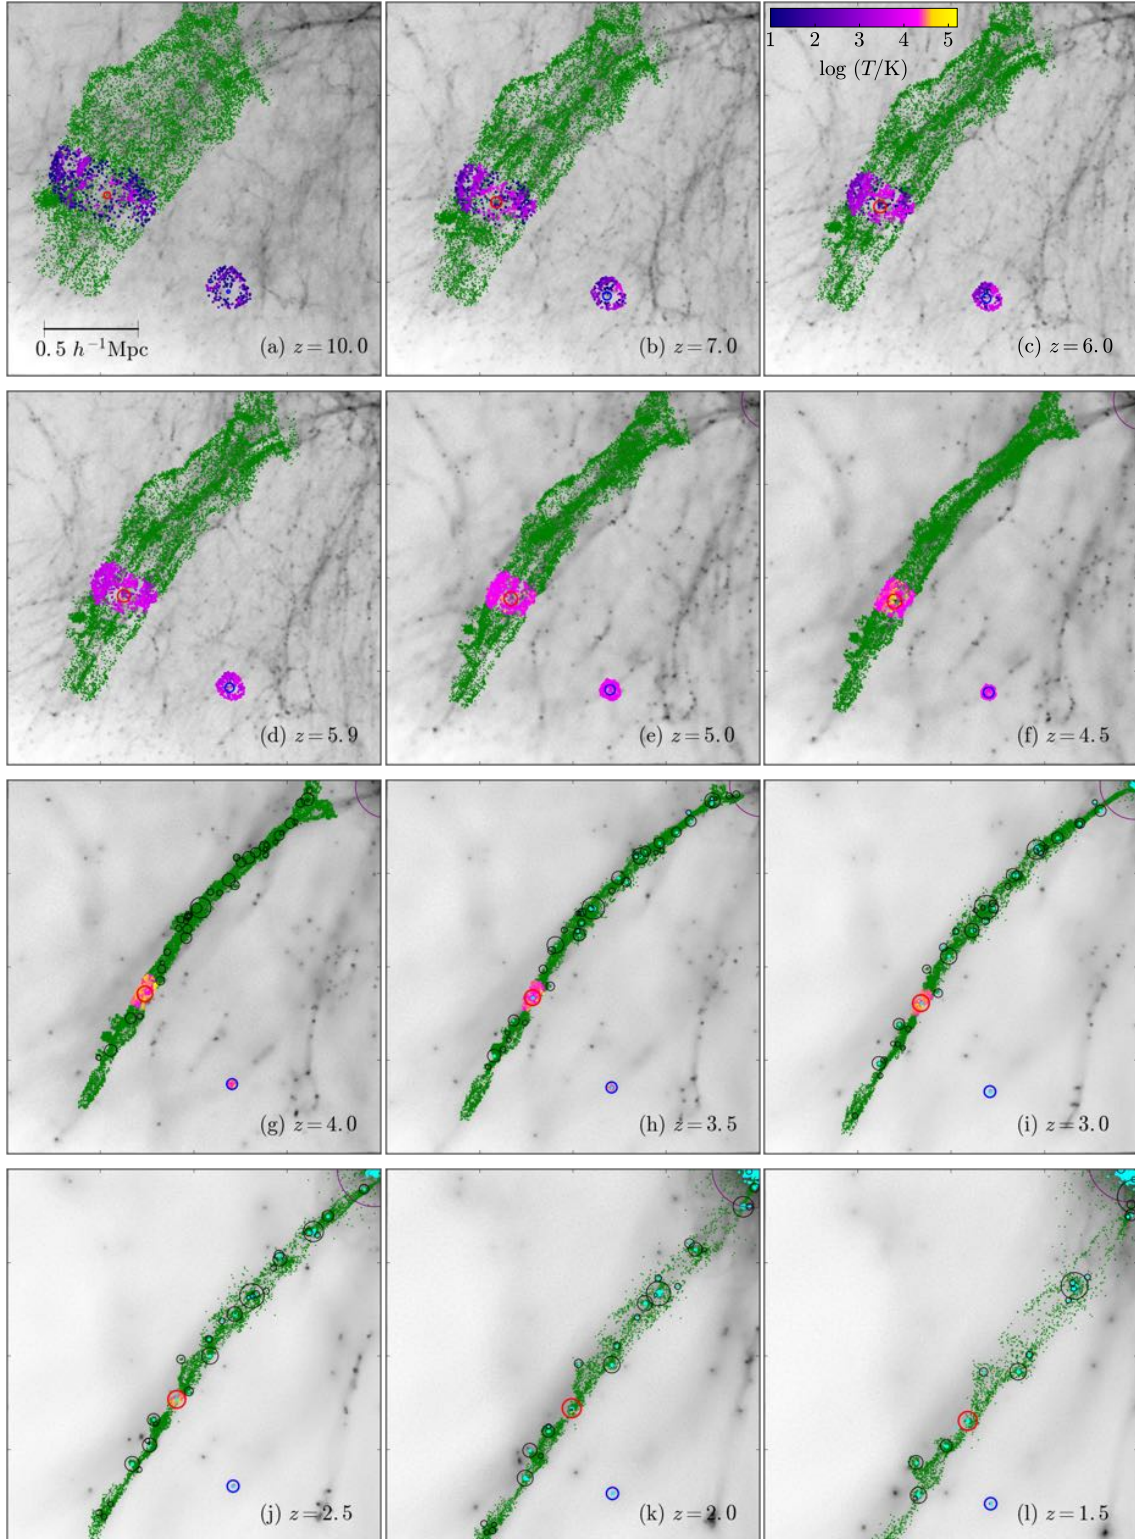 1 2 3 4 5
log (T/K)
0.5 h⁻¹Mpc
(a) z = 10.0
(b) z = 7.0
(c) z = 6.0
(d) z = 5.9
(e) z = 5.0
(f) z = 4.5
(g) z = 4.0
(h) z = 3.5
(i) z = 3.0
(j) z = 2.5
(k) z = 2.0
(l) z = 1.5